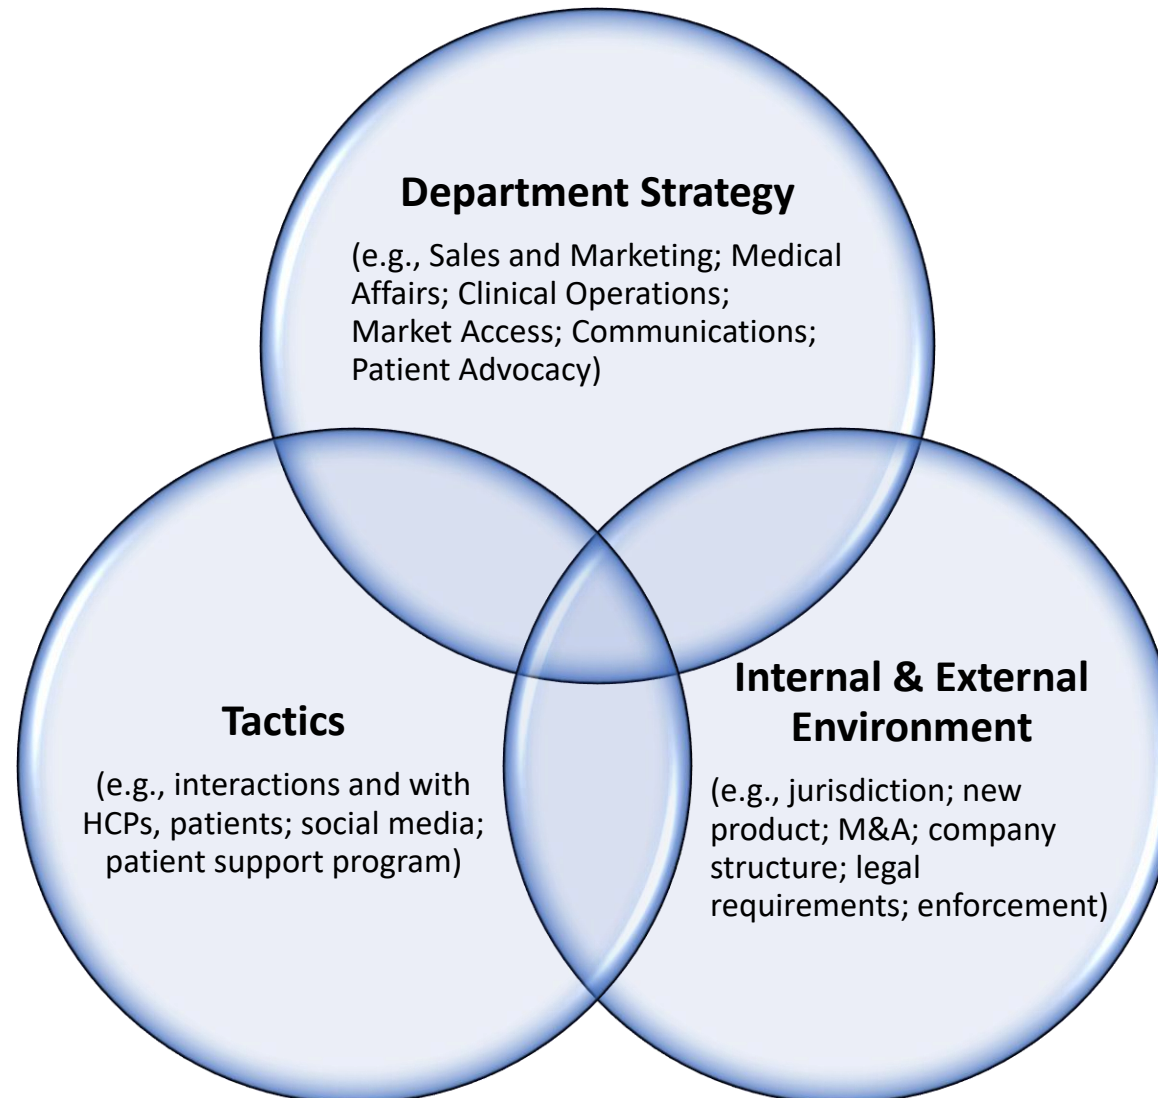 Department Strategy
(e.g., Sales and Marketing; Medical
Affairs; Clinical Operations;
Market Access; Communications;
Patient Advocacy)
Tactics
(e.g., interactions and with
HCPs, patients; social media;
patient support program)
Internal & External
Environment
(e.g., jurisdiction; new
product; M&A; company
structure; legal
requirements; enforcement)